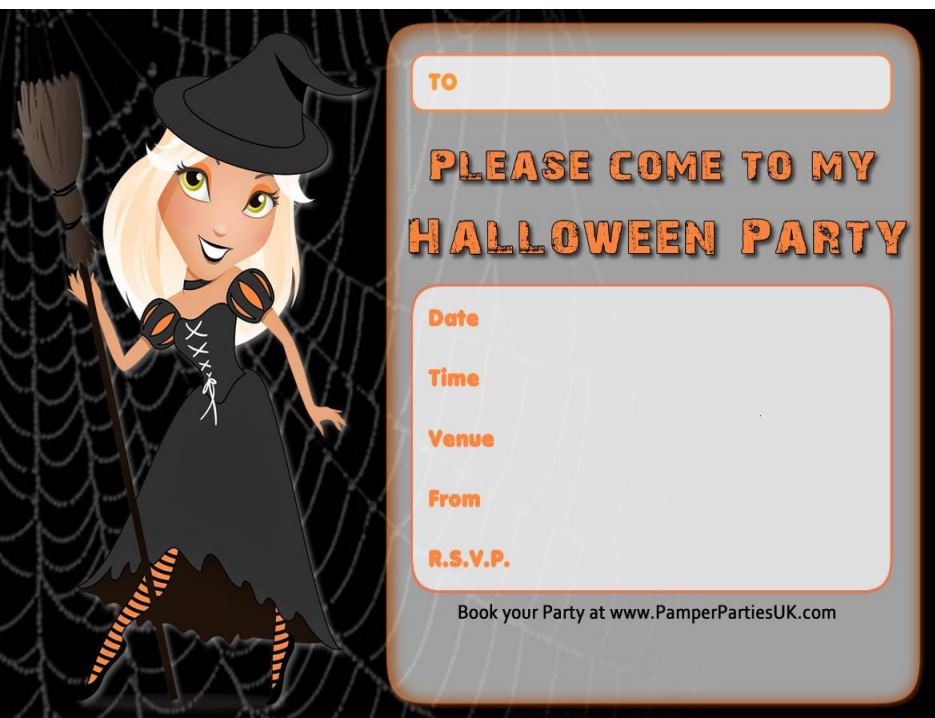 TO
PLEASE COME TO MY
HALLOWEEN PARTY
Date
Time
Venue
From
R.S.V.P.
Book your Party at www.PamperPartiesUK.com